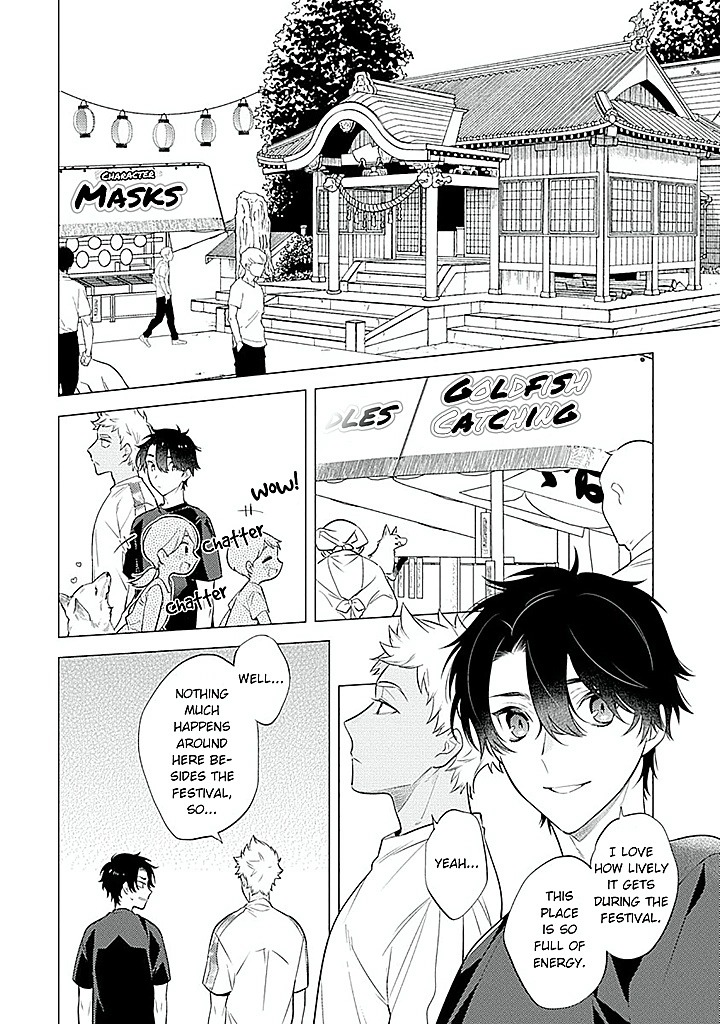 CHARACTER
MASKS
GOLDFISH
CATCHING
DLES
WOW!
Chatter
Chatter
I LOVE
HOW LIVELY
IT GETS
DURING THE
FESTIVAL.
THIS
PLACE
IS SO
FULL OF
ENERGY.
YEAH...
WELL...
NOTHING
MUCH
HAPPENS
AROUND
HERE BE-
SIDES THE
FESTIVAL,
SO...